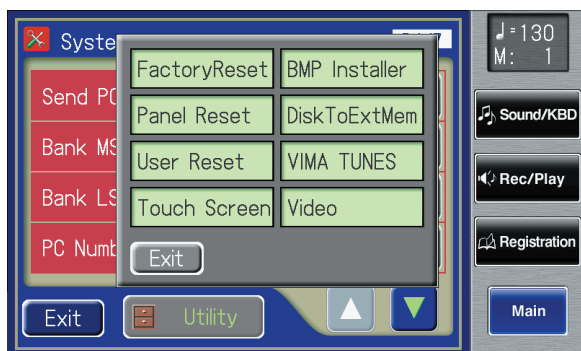 Syste
♩=130
M: 1
FactoryReset BMP Installer
Send PC
Panel Reset DiskToExtMem
Sound/KBD
Bank MS
User Reset VIMA TUNES
Rec/Play
Bank LS
Touch Screen Video
PC Numb
Exit
Registration
Exit Utility
Main